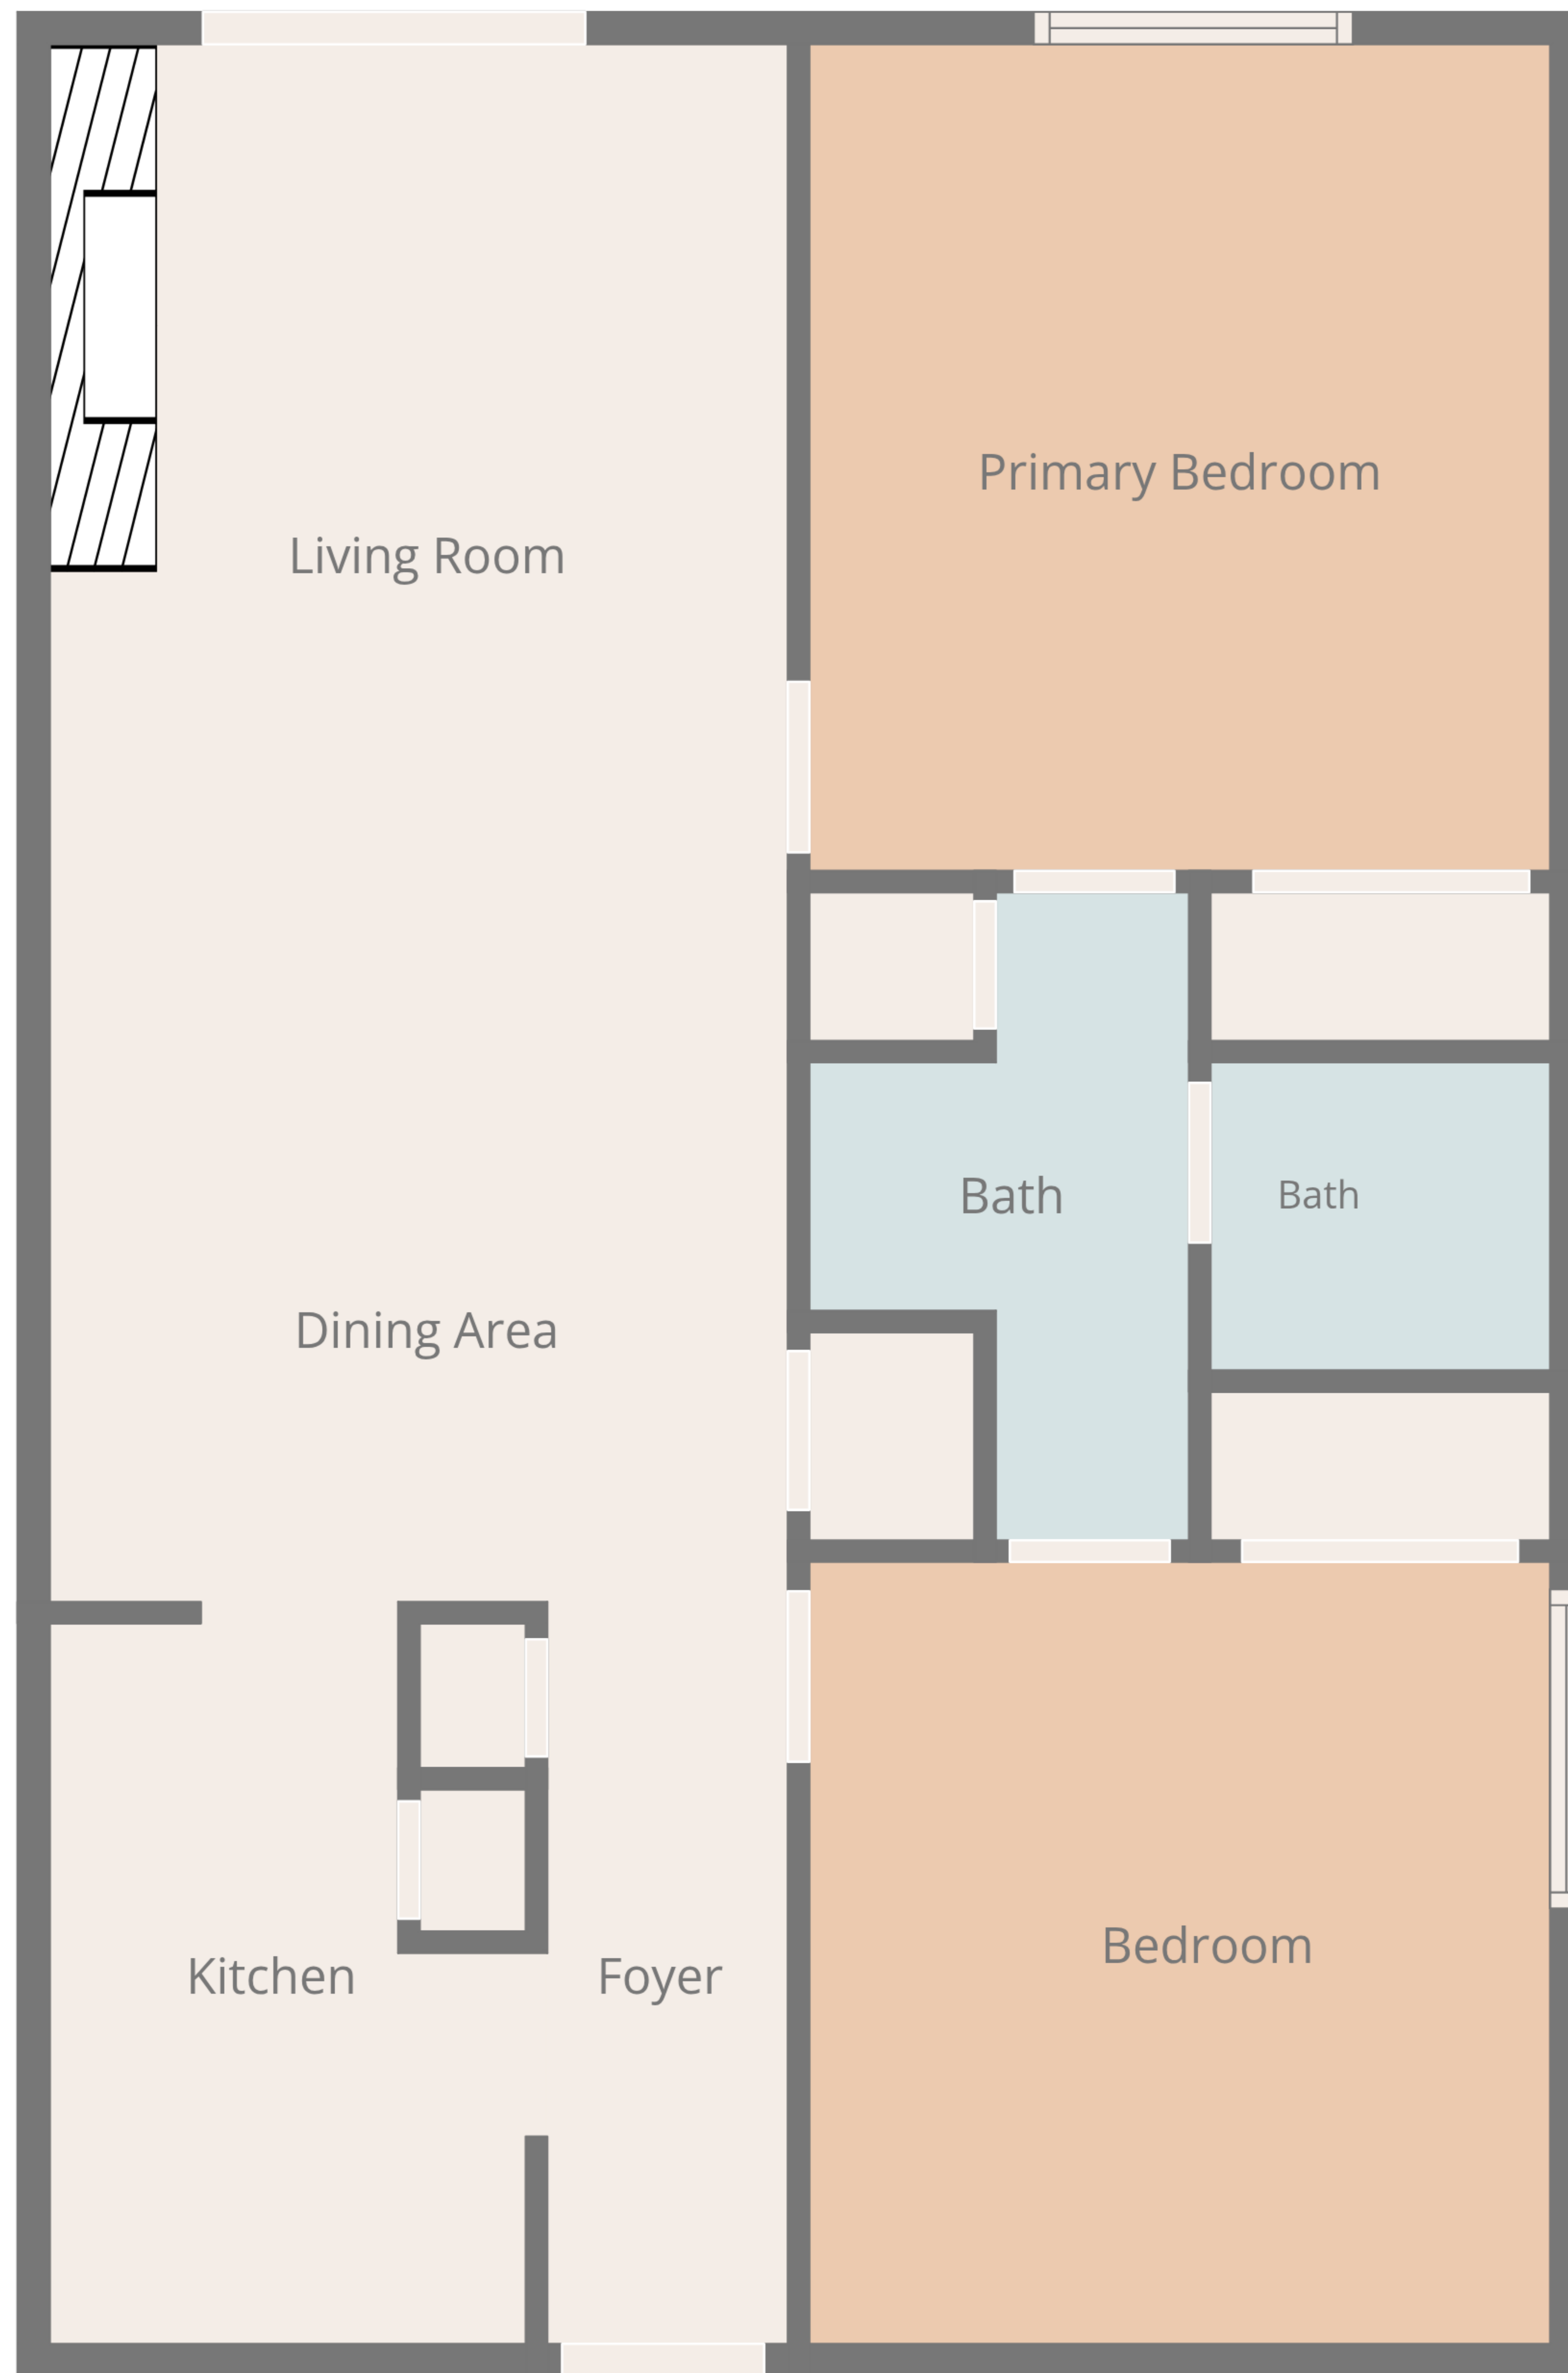 Primary Bedroom
Living Room
Bath
Bath
Dining Area
Bedroom
Kitchen
Foyer